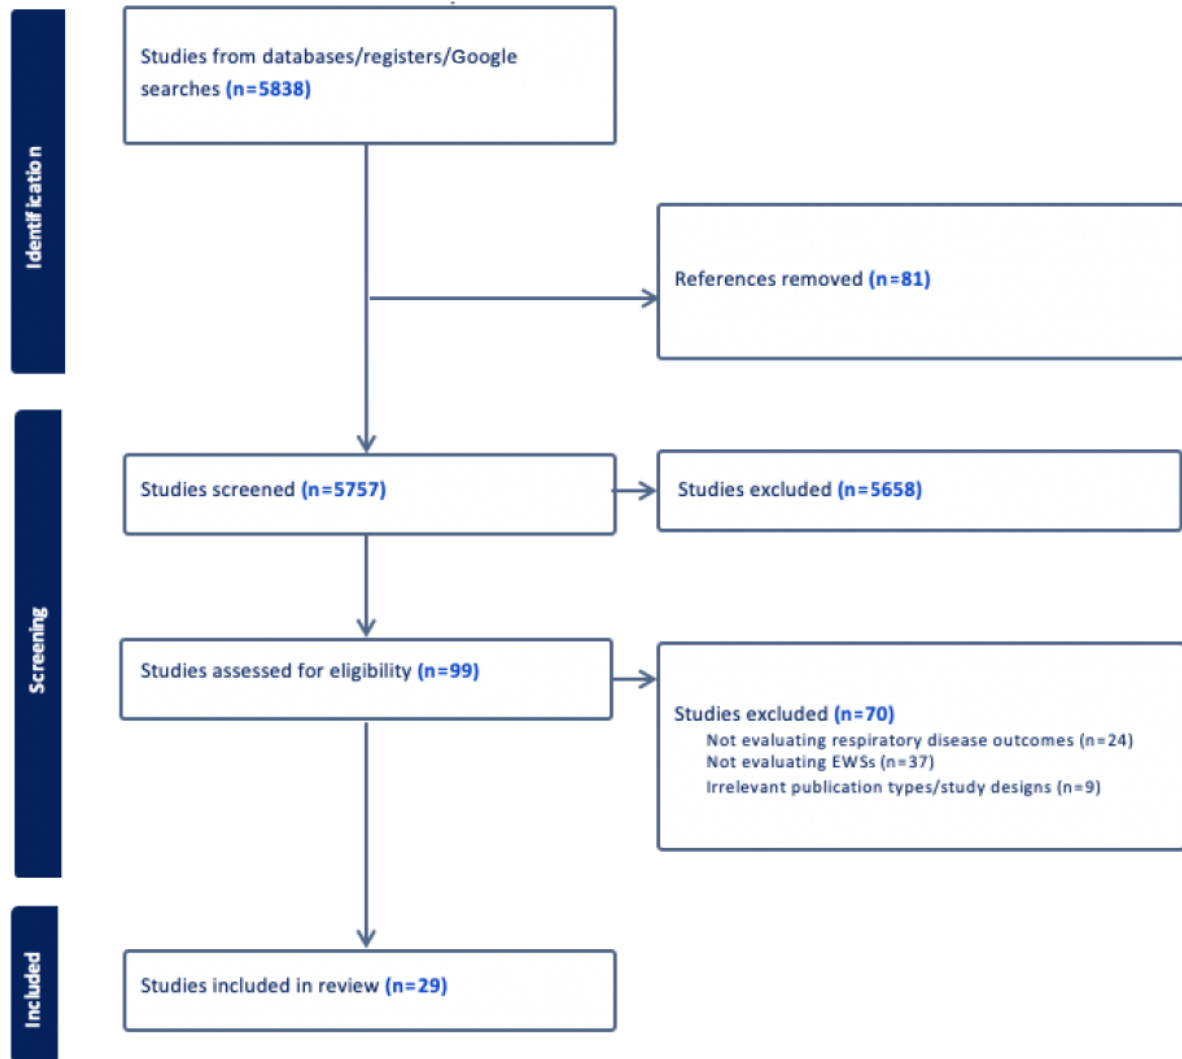 Identification
Studies from databases/registers/Google
searches (n=5838)
References removed (n=81)
Screening
Studies screened (n=5757)
Studies excluded (n=5658)
Studies assessed for eligibility (n=99)
Studies excluded (n=70)
Not evaluating respiratory disease outcomes (n=24)
Not evaluating EWSs (n=37)
Irrelevant publication types/study designs (n=9)
Included
Studies included in review (n=29)